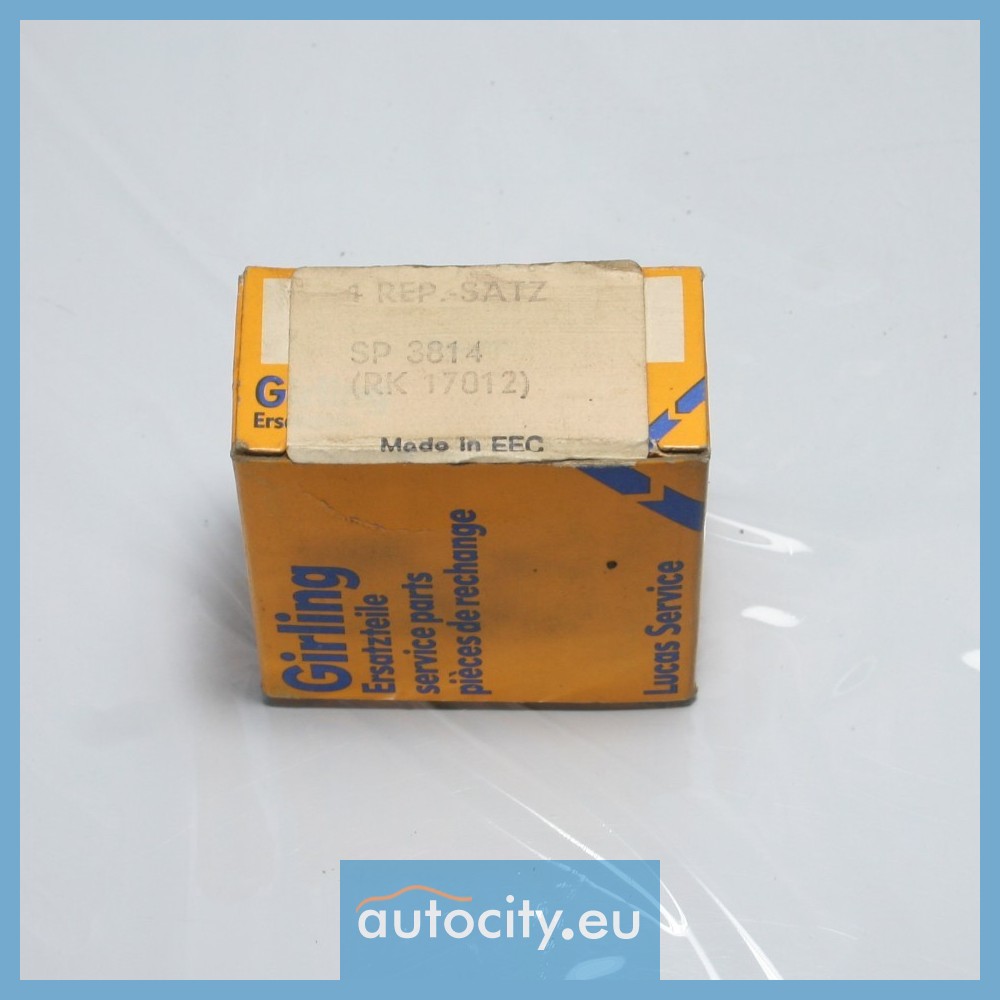 4 REP.-SATZ
SP 3814
(RK 17012)
Made in EEC
G
Ers
Girling
Ersatzteile
service parts
pièces de rechange
Lucas Service
autocity.eu